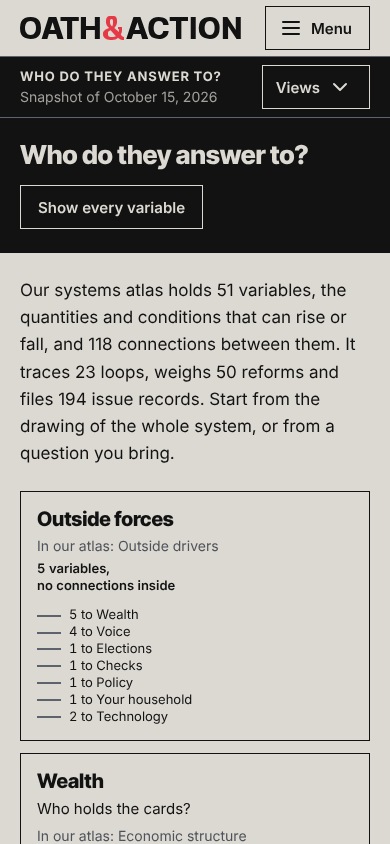 OATH&ACTION
Menu
WHO DO THEY ANSWER TO?
Snapshot of October 15, 2026
Views
Who do they answer to?
Show every variable
Our systems atlas holds 51 variables, the
quantities and conditions that can rise or
fall, and 118 connections between them. It
traces 23 loops, weighs 50 reforms and
files 194 issue records. Start from the
drawing of the whole system, or from a
question you bring.
Outside forces
In our atlas: Outside drivers
5 variables,
no connections inside
5 to Wealth
4 to Voice
1 to Elections
1 to Checks
1 to Policy
1 to Your household
2 to Technology
Wealth
Who holds the cards?
In our atlas: Economic structure